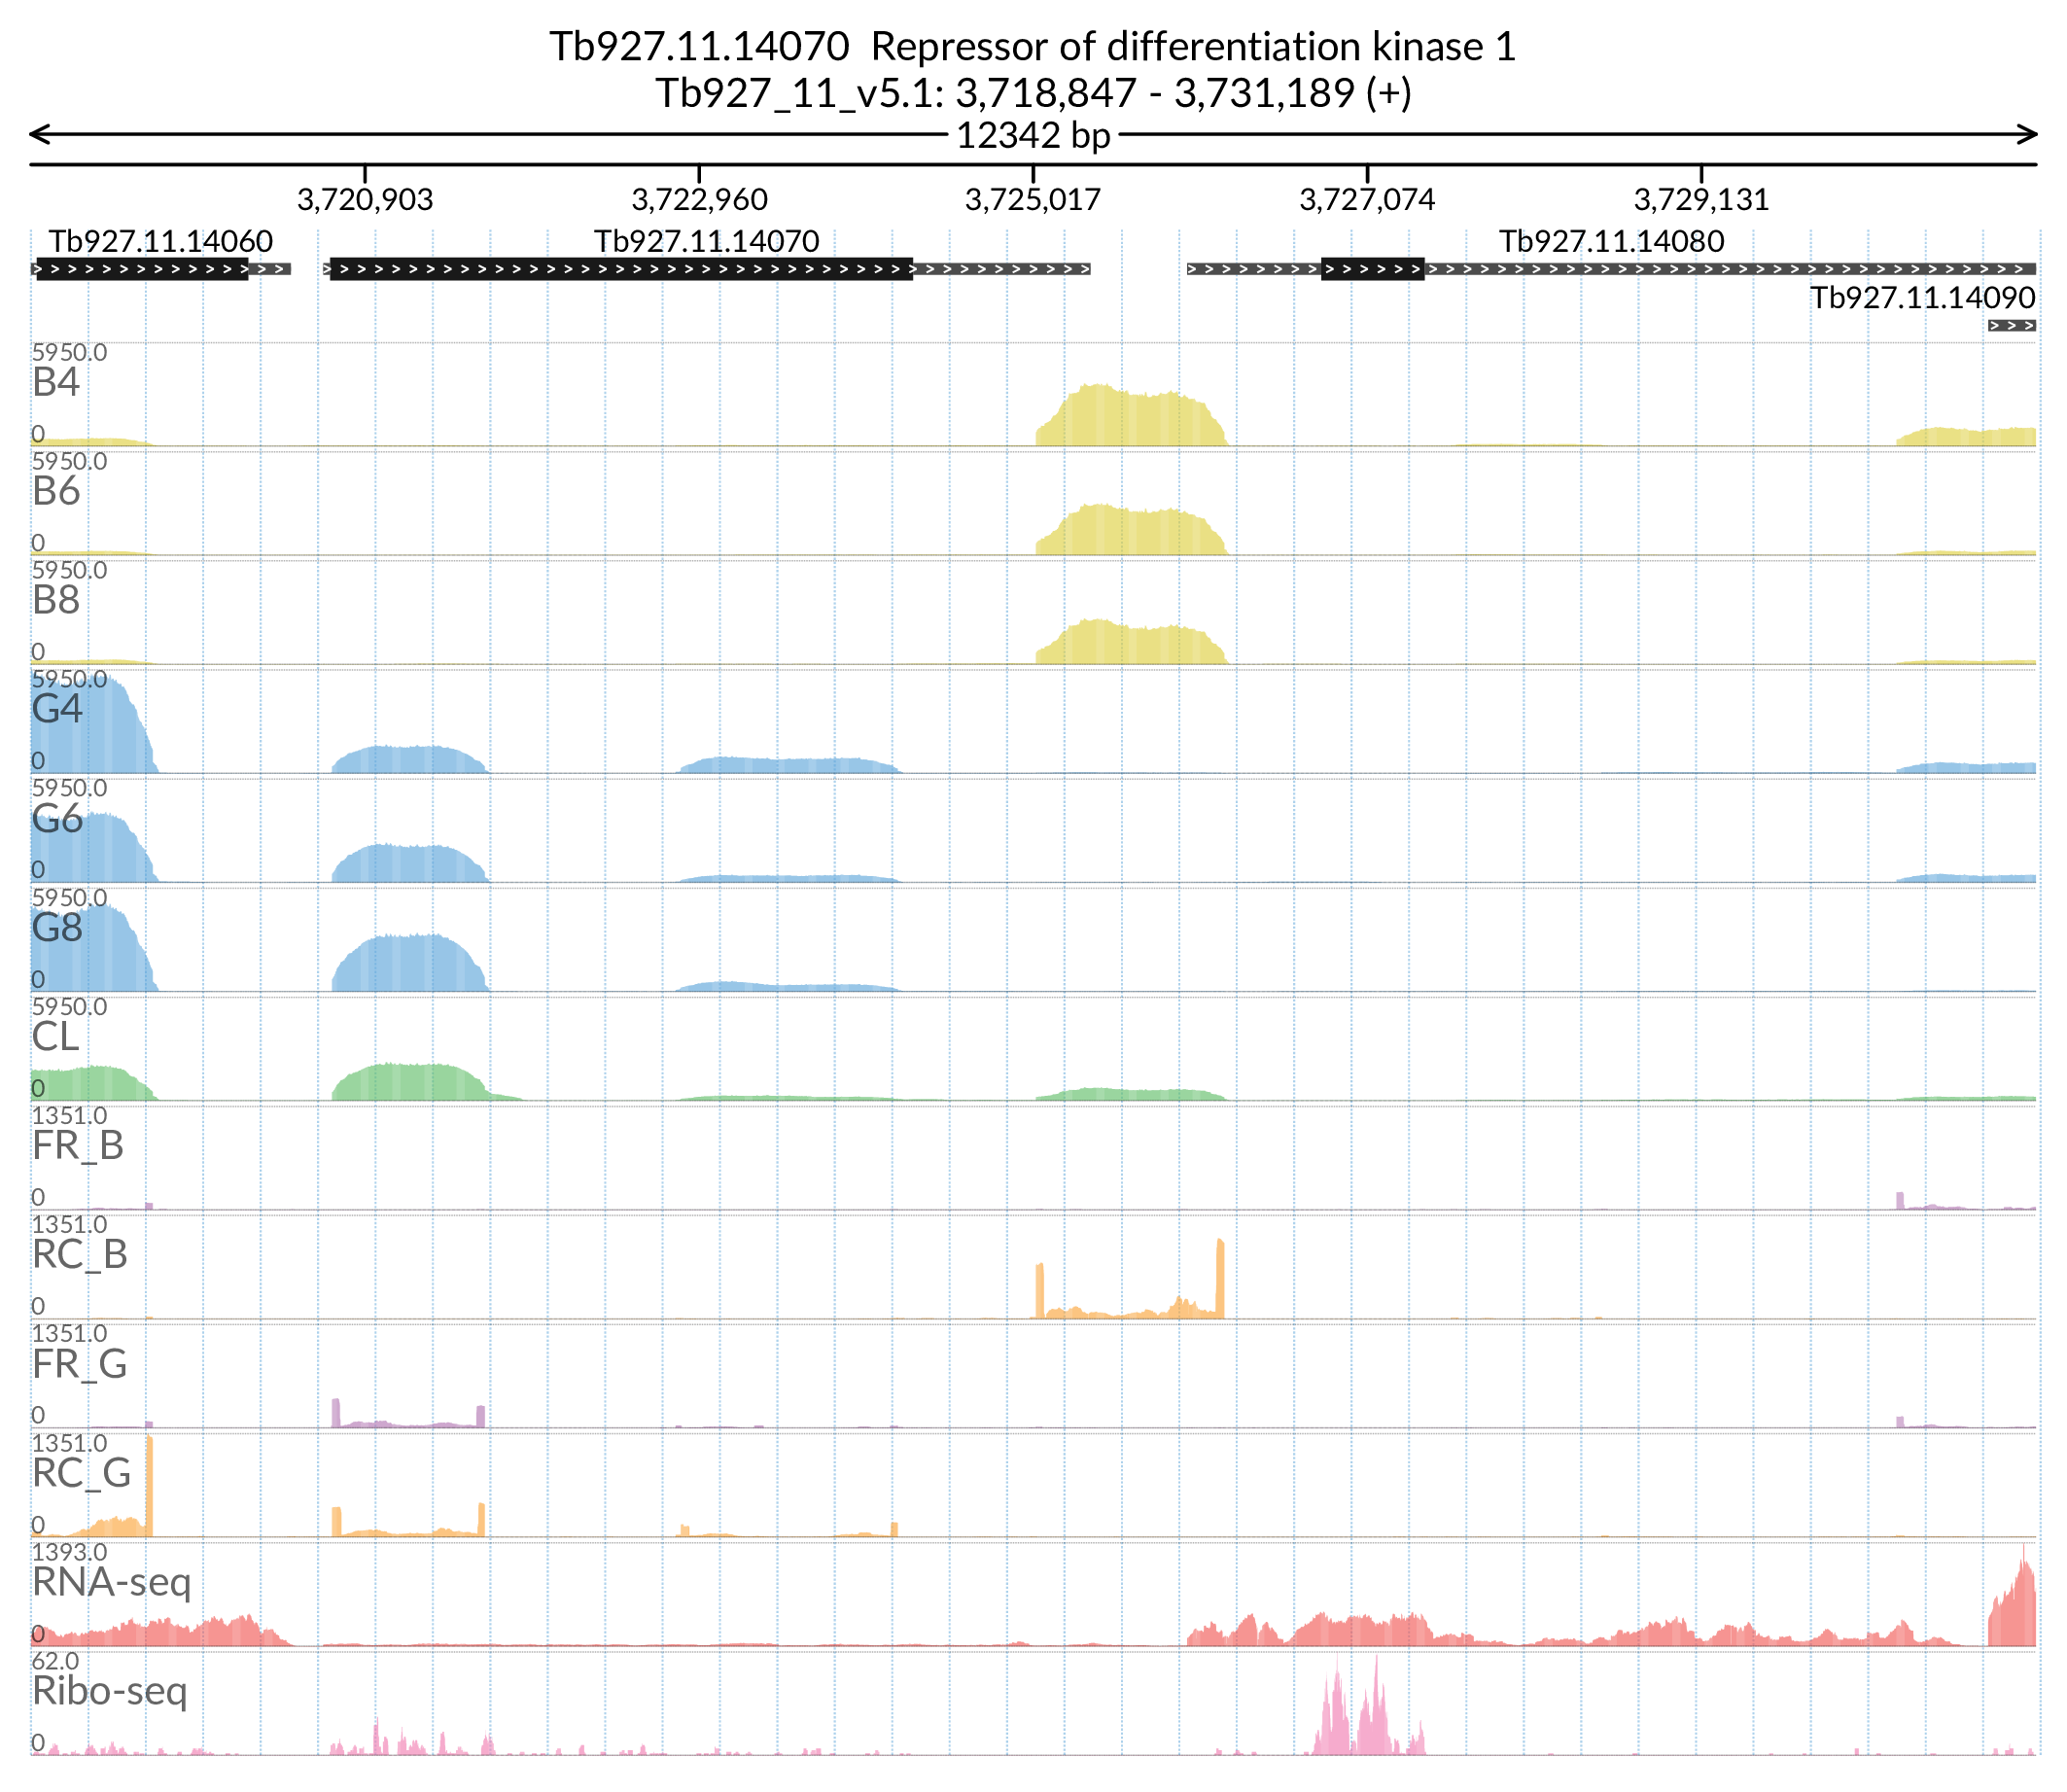 Tb927.11.14070  Repressor of differentiation kinase 1
Tb927_11_v5.1: 3,718,847 - 3,731,189 (+)
12342 bp
3,720,903 3,722,960 3,725,017 3,727,074 3,729,131
Tb927.11.14060 Tb927.11.14070 Tb927.11.14080
Tb927.11.14090
5950.0
B4
0
5950.0
B6
0
5950.0
B8
0
5950.0
G4
0
5950.0
G6
0
5950.0
G8
0
5950.0
CL
0
1351.0
FR_B
0
1351.0
RC_B
0
1351.0
FR_G
0
1351.0
RC_G
0
1393.0
RNA-seq
0
62.0
Ribo-seq
0